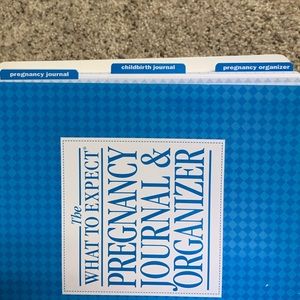 pregnancy journal
childbirth journal
pregnancy organizer
The
WHAT TO EXPECT®
PREGNANCY
JOURNAL &
ORGANIZER